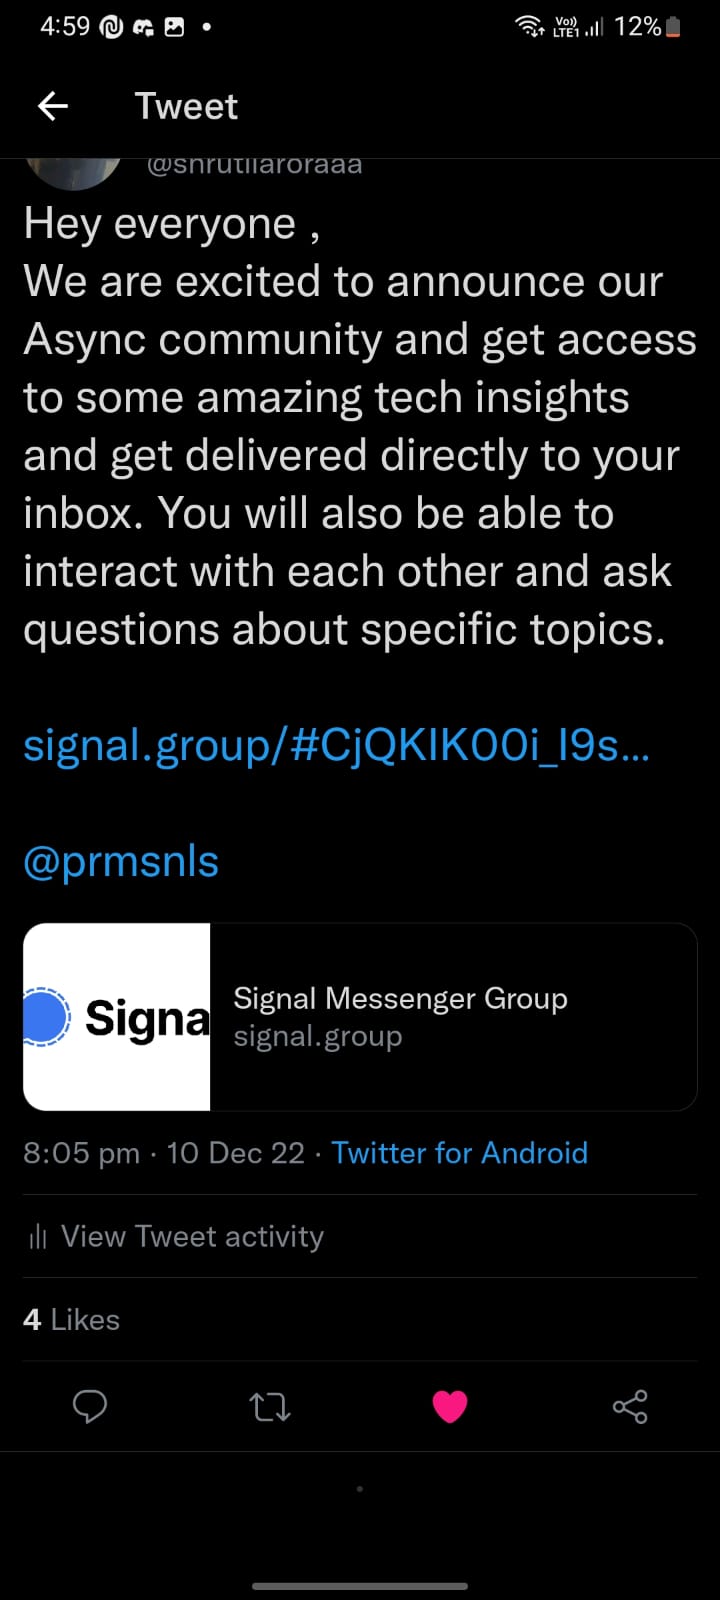 4:59
Vo))
LTE1
12%
Tweet
Hey everyone ,
We are excited to announce our
Async community and get access
to some amazing tech insights
and get delivered directly to your
inbox. You will also be able to
interact with each other and ask
questions about specific topics.
signal.group/#CjQKIK00i_I9s...
@prmsnls
Signa
Signal Messenger Group
signal.group
8:05 pm · 10 Dec 22 · Twitter for Android
View Tweet activity
4 Likes